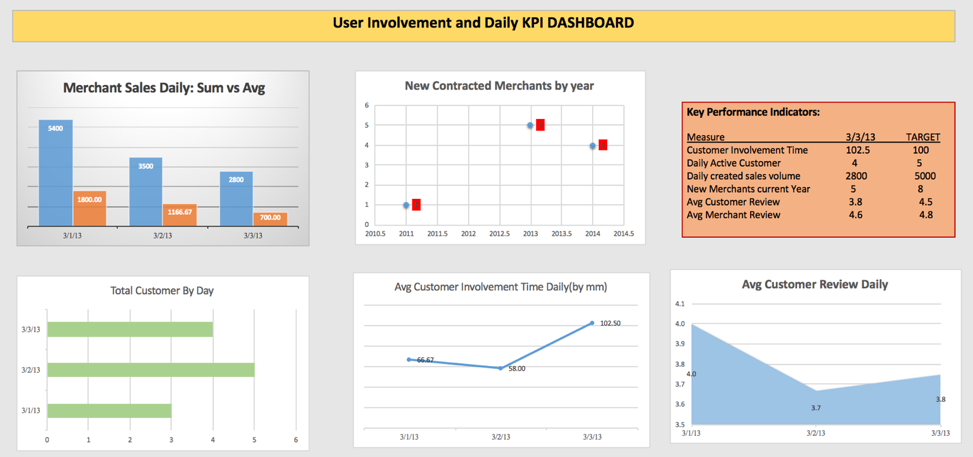 User Involvement and Daily KPI DASHBOARD
Merchant Sales Daily: Sum vs Avg
5400
1800.00
3500
1166.67
2800
700.00
3/1/13 3/2/13 3/3/13
New Contracted Merchants by year
6
5
4
3
2
1
0
2010.5 2011 2011.5 2012 2012.5 2013 2013.5 2014 2014.5
Key Performance Indicators:
Measure 3/3/13 TARGET
Customer Involvement Time 102.5 100
Daily Active Customer 4 5
Daily created sales volume 2800 5000
New Merchants current Year 5 8
Avg Customer Review 3.8 4.5
Avg Merchant Review 4.6 4.8
Total Customer By Day
3/3/13
3/2/13
3/1/13
0 1 2 3 4 5 6
Avg Customer Involvement Time Daily(by mm)
66.67
58.00
102.50
3/1/13 3/2/13 3/3/13
Avg Customer Review Daily
4.1
4.0
3.9
3.8
3.7
3.6
3.5
4.0
3.7
3.8
3/1/13 3/2/13 3/3/13